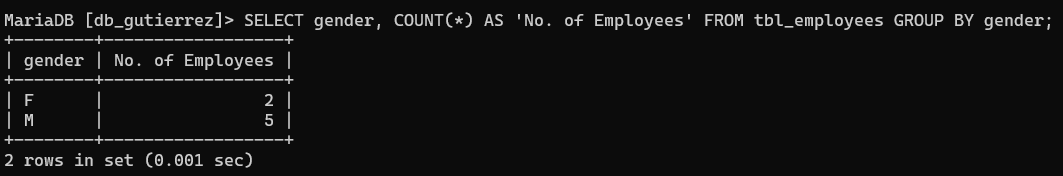 MariaDB [db_gutierrez]> SELECT gender, COUNT(*) AS 'No. of Employees' FROM tbl_employees GROUP BY gender;
+--------+------------------+
| gender | No. of Employees |
+--------+------------------+
| F      |                2 |
| M      |                5 |
+--------+------------------+
2 rows in set (0.001 sec)